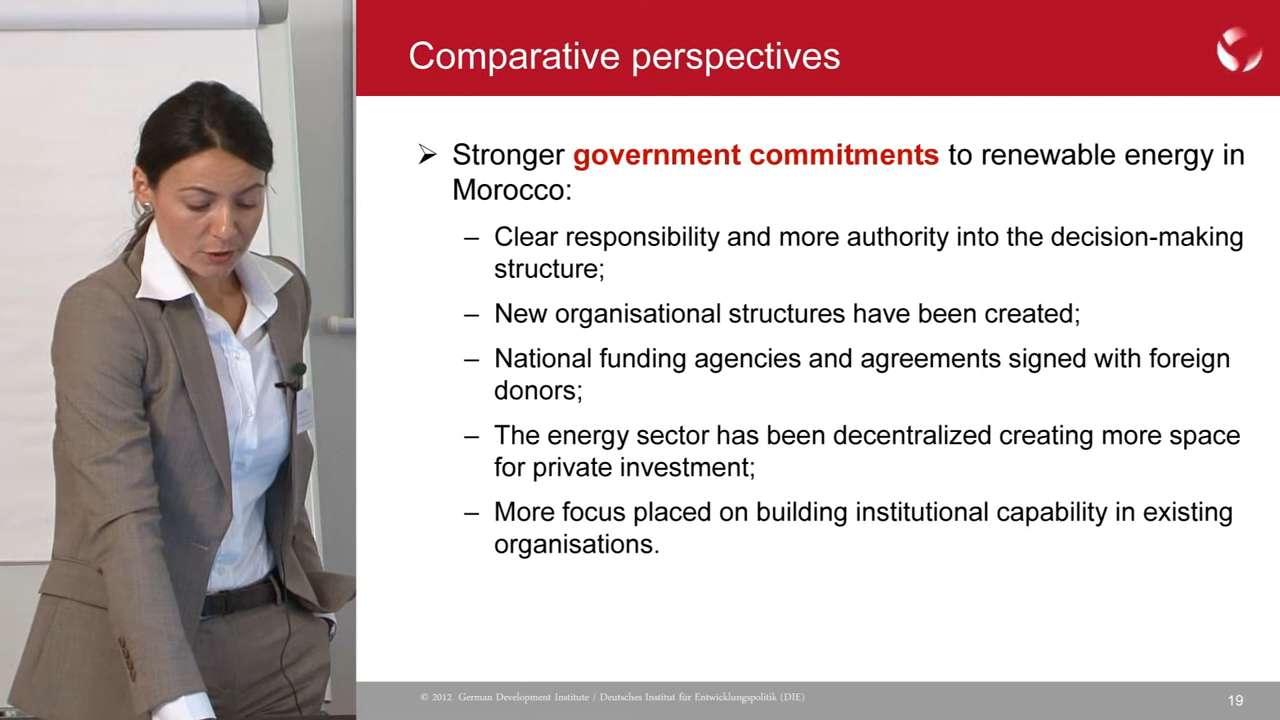 Comparative perspectives
➢ Stronger government commitments to renewable energy in
Morocco:
– Clear responsibility and more authority into the decision-making
structure;
– New organisational structures have been created;
– National funding agencies and agreements signed with foreign
donors;
– The energy sector has been decentralized creating more space
for private investment;
– More focus placed on building institutional capability in existing
organisations.
© 2012 German Development Institute / Deutsches Institut für Entwicklungspolitik (DIE)
19